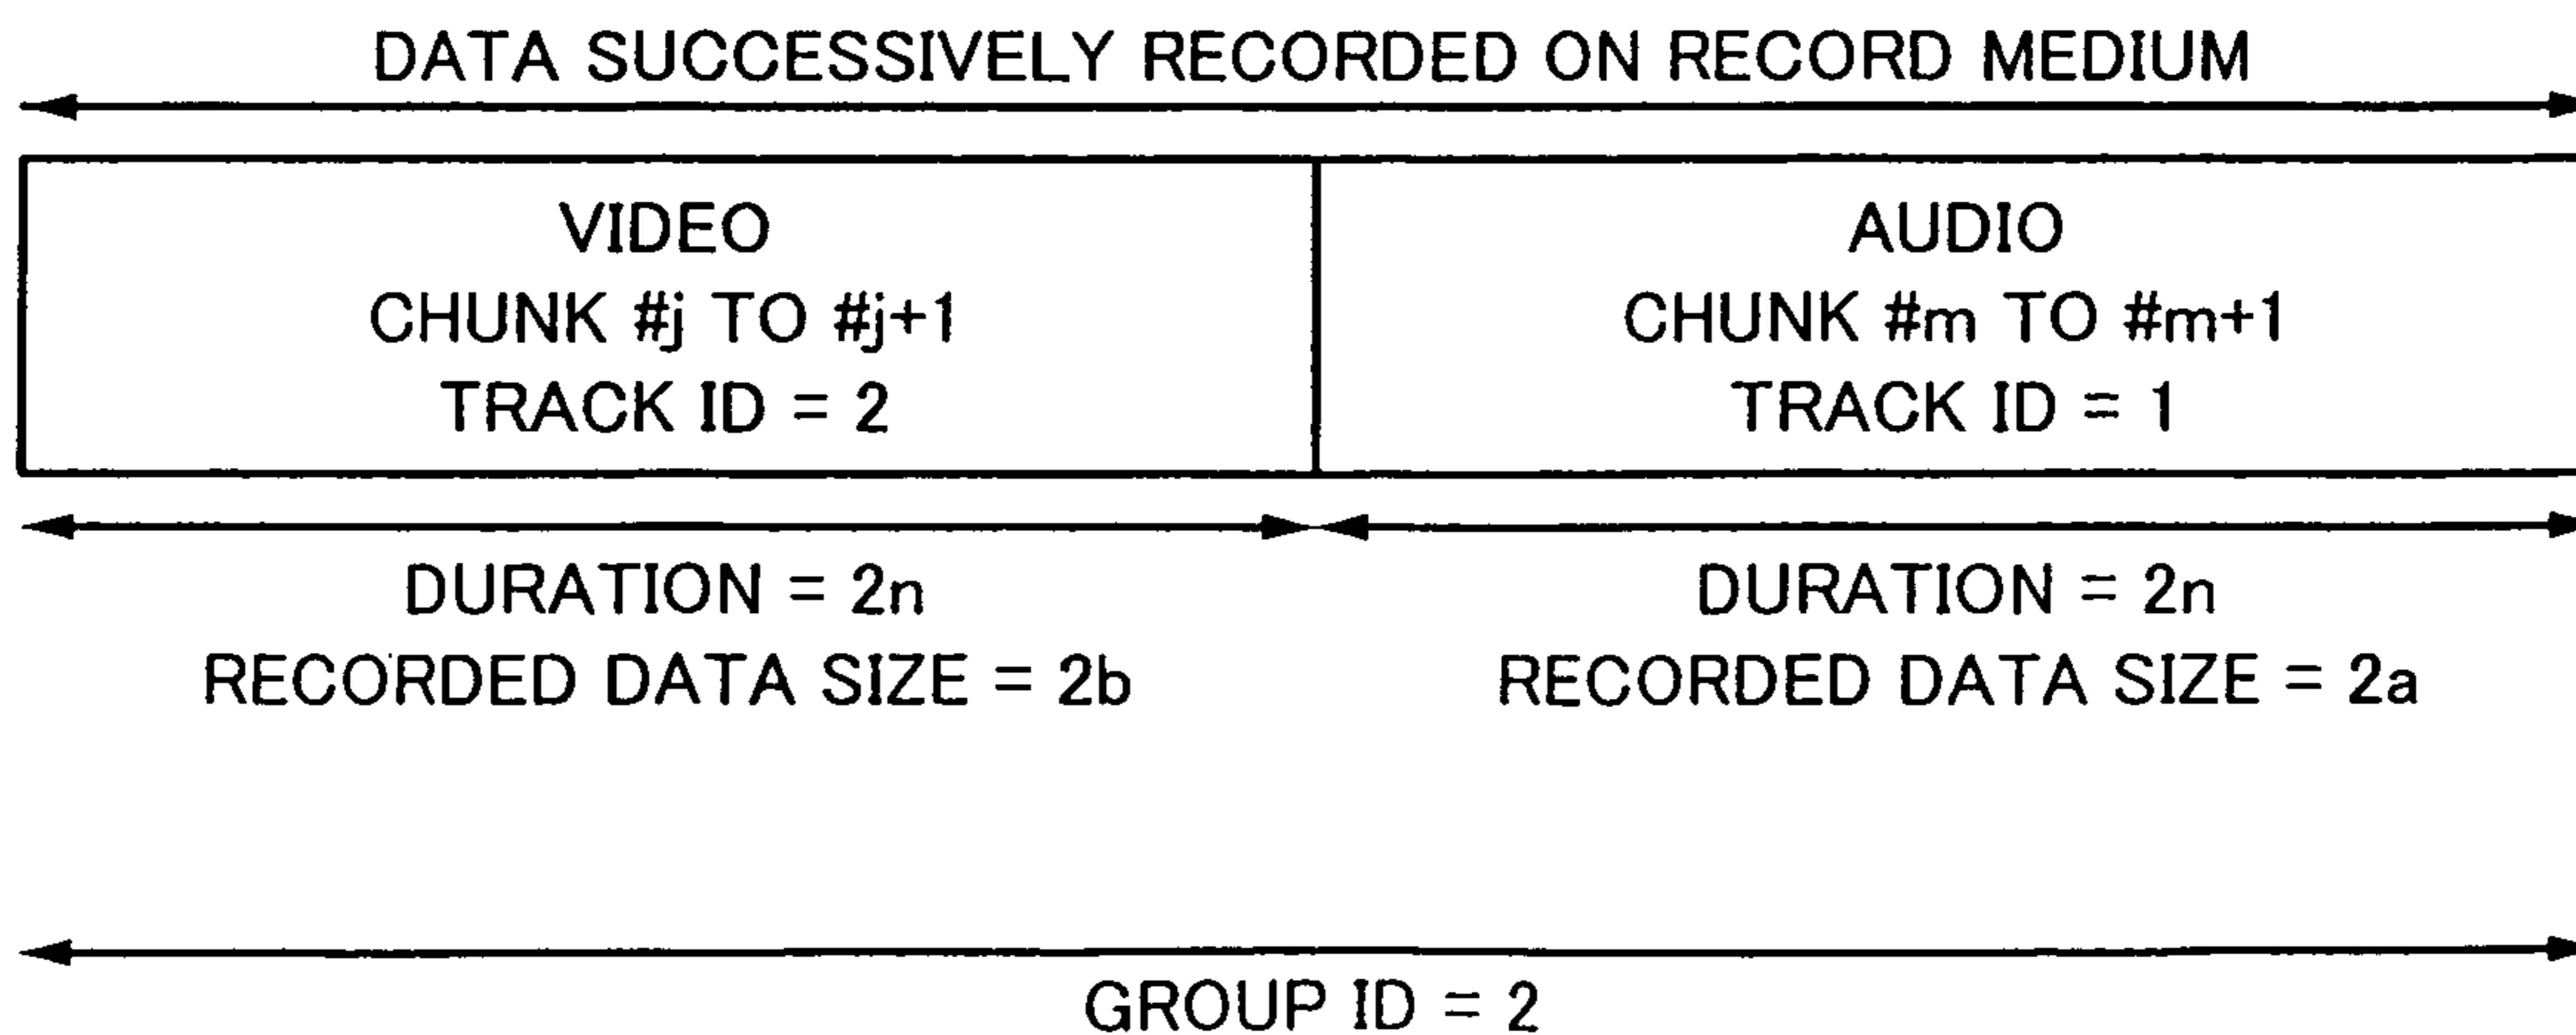 DATA SUCCESSIVELY RECORDED ON RECORD MEDIUM
VIDEO
CHUNK #j TO #j+1
TRACK ID = 2
AUDIO
CHUNK #m TO #m+1
TRACK ID = 1
DURATION = 2n
RECORDED DATA SIZE = 2b
DURATION = 2n
RECORDED DATA SIZE = 2a
GROUP ID = 2